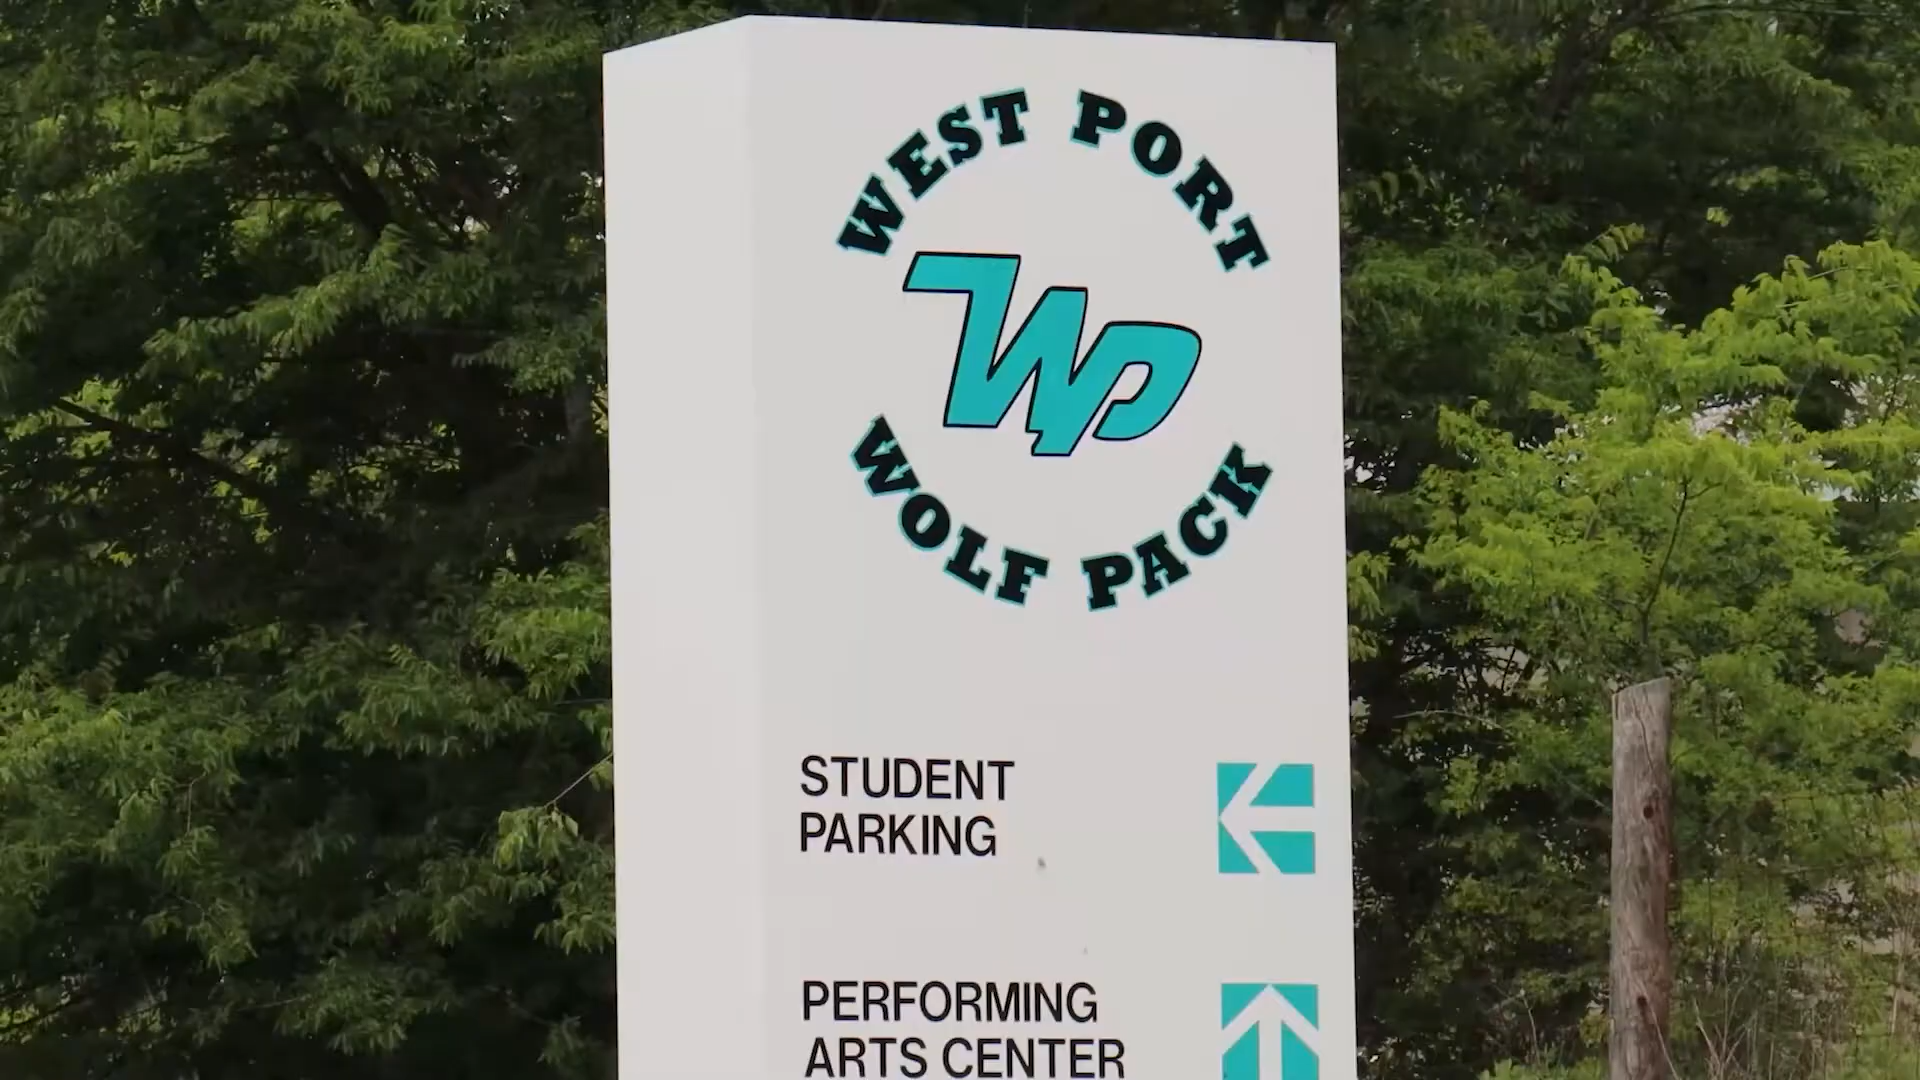 WEST PORT
WP
WOLF PACK
STUDENT
PARKING
PERFORMING
ARTS CENTER